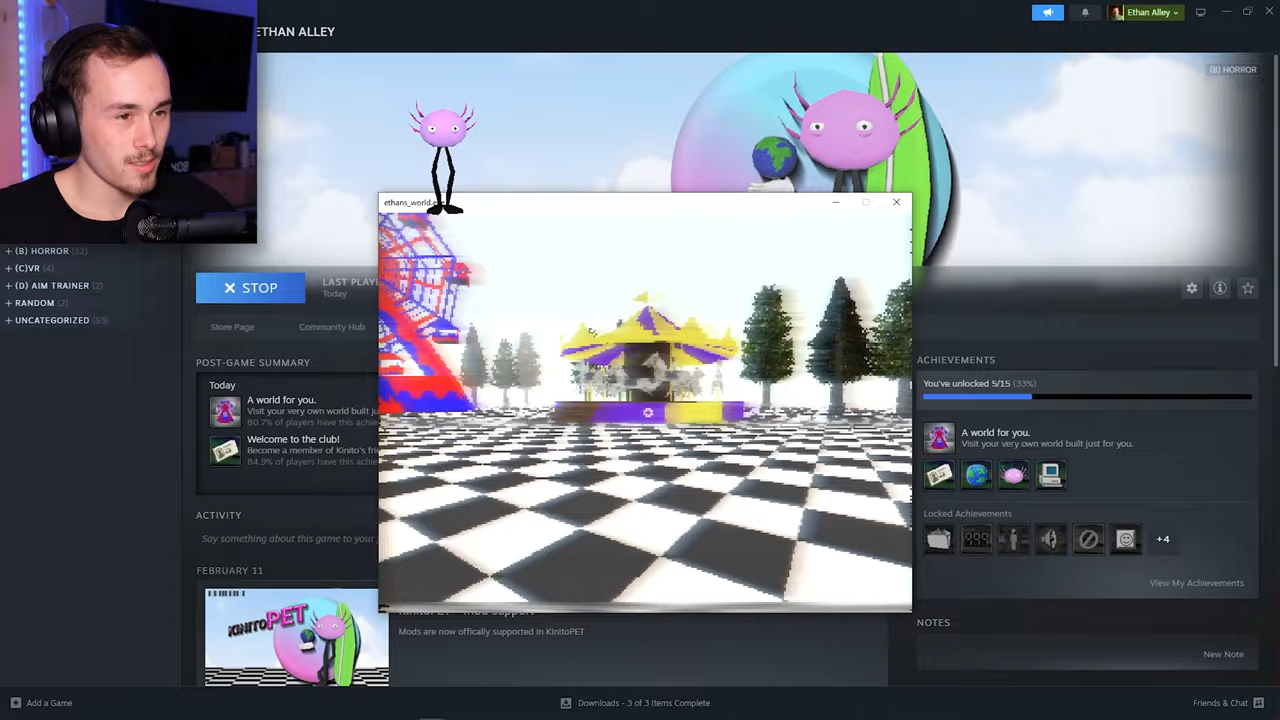 ETHAN ALLEY
Ethan Alley
(B) HORROR
408
ethans_world.e
+ (B) HORROR (52)
+ (C)VR (4)
+ (D) AIM TRAINER (2)
+ RANDOM (2)
+ UNCATEGORIZED (53)
STOP
LAST PLAY
Today
Store Page
Community Hub
POST-GAME SUMMARY
Today
A world for you.
Visit your very own world built ju
60.7% of players have this achie
Welcome to the club!
Become a member of Kinito's frie
84.9% of players have this achie
ACTIVITY
Say something about this game to your
FEBRUARY 11
KINITOPET
Mods are now offically supported in KinitoPET
ACHIEVEMENTS
You've unlocked 5/15 (33%)
A world for you.
Visit your very own world built just for you.
Locked Achievements
999
+4
View My Achievements
NOTES
New Note
Add a Game
Downloads - 3 of 3 Items Complete
Friends & Chat